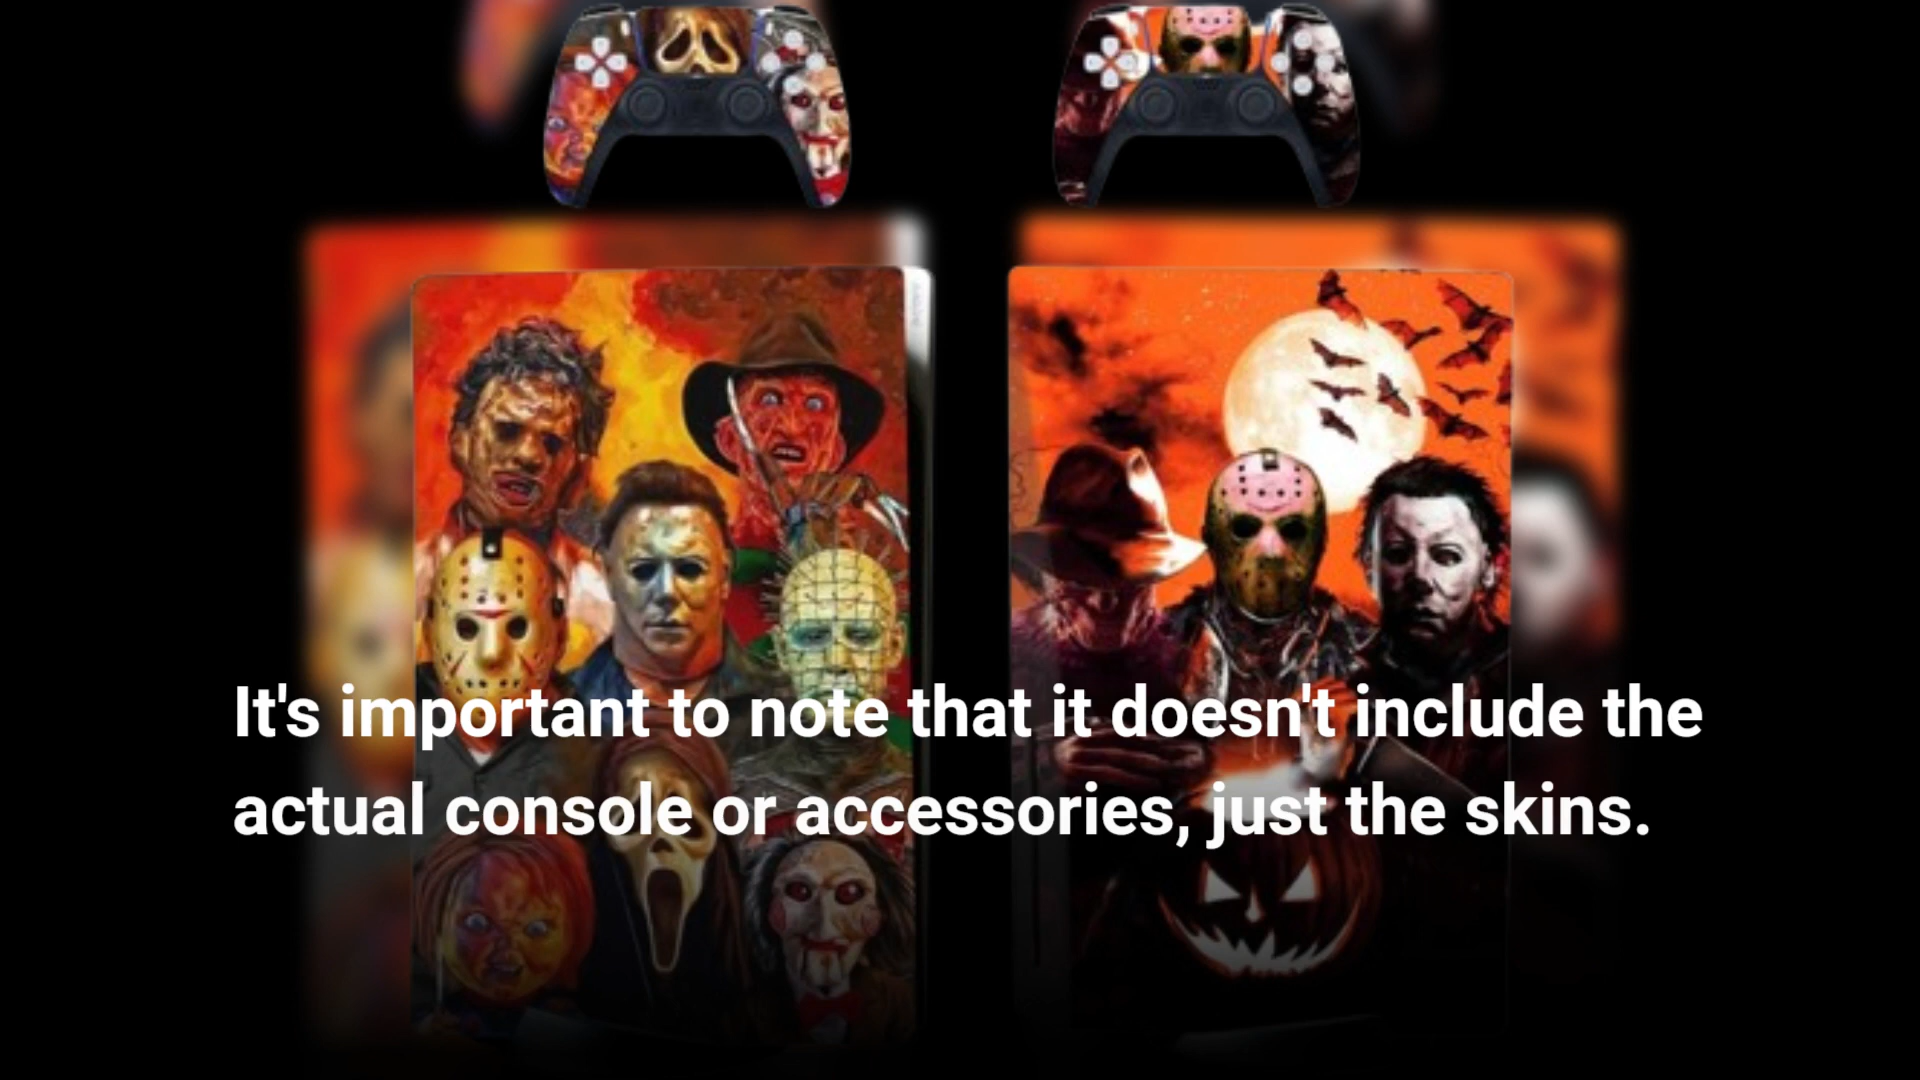 It's important to note that it doesn't include the
actual console or accessories, just the skins.